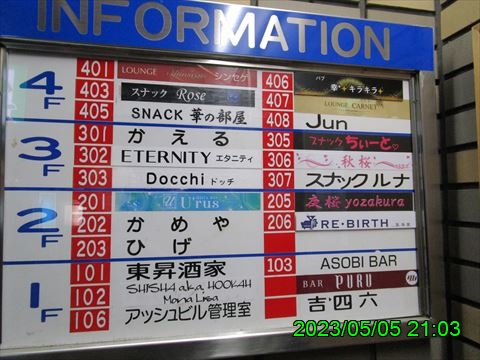 INFORMATION
4F
401 LOUNGE シンセゲ
403 スナック Rose
405 SNACK 華の部屋
406 パブ 幸キラキラ
407 LOUNGE CARNET
408 Jun
3F
301 かえる
302 ETERNITY エタニティ
303 Docchi ドッチ
305 スナック ちぃーと♡
306 秋桜
307 スナックルナ
2F
201 U'rus
202 かめや
203 ひげ
205 夜桜 yozakura
206 RE·BIRTH
1F
101 東昇酒家
102 SHISHA a.k.a. HOOKAH
Mona Lisa
106 アッシュビル管理室
103 ASOBI BAR
BAR PURU
吉・四六
2023/05/05 21:03